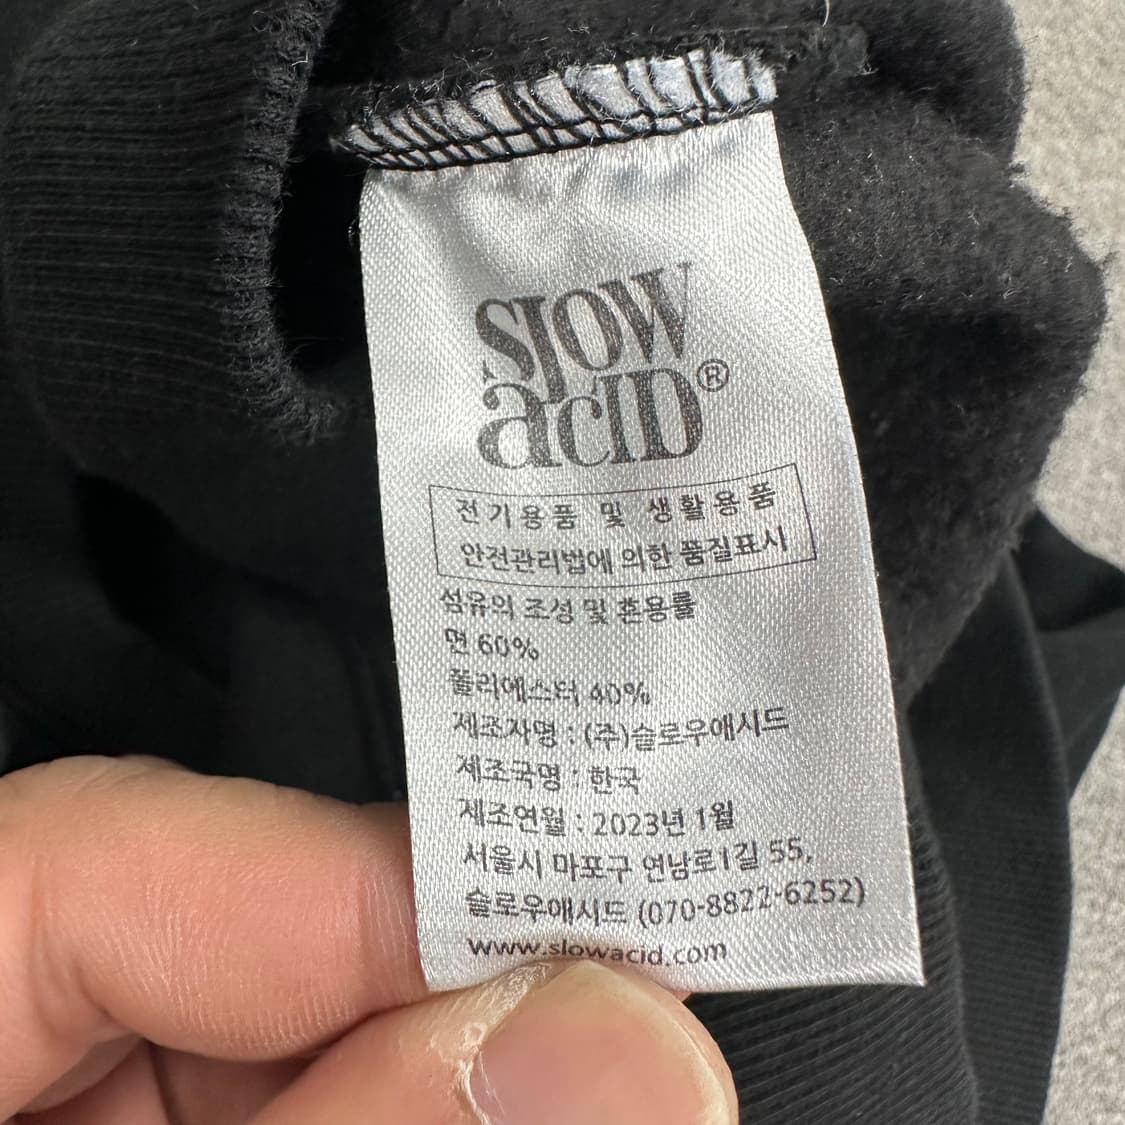 SLOW
acID®
전기용품 및 생활용품
안전관리법에 의한 품질표시
섬유의 조성 및 혼용률
면 60%
폴리에스터 40%
제조자명 : (주)슬로우애시드
제조국명 : 한국
제조연월 : 2023년 1월
서울시 마포구 연남로1길 55,
슬로우애시드 (070-8822-6252)
www.slowacid.com